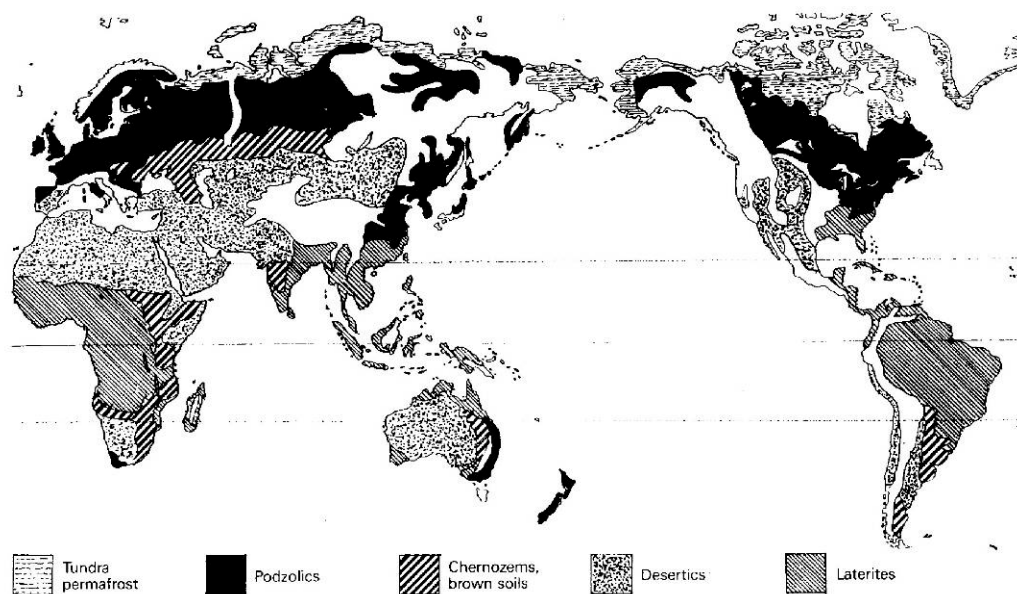 Tundra
permafrost
Podzolics
Chernozems,
brown soils
Desertics
Laterites